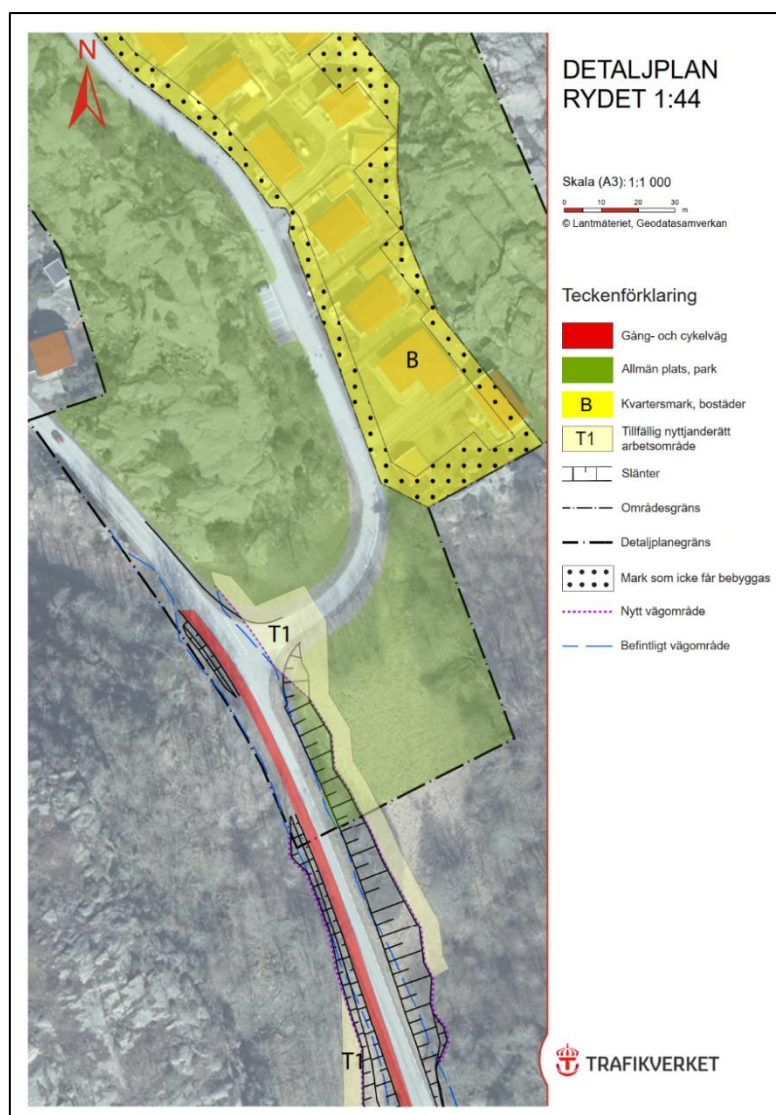 N
DETALJPLAN
RYDET 1:44
Skala (A3): 1:1 000
0 5 10 20 30 m
© Lantmäteriet, Geodatasamverkan
Teckenförklaring
Gång- och cykelväg
Allmän plats, park
B Kvartersmark, bostäder
T1 Tillfällig nyttjanderätt
arbetsområde
Slänter
Områdesgräns
Detaljplanegräns
Mark som icke får bebyggas
Nytt vägområde
Befintligt vägområde
B
T1
T1
TRAFIKVERKET